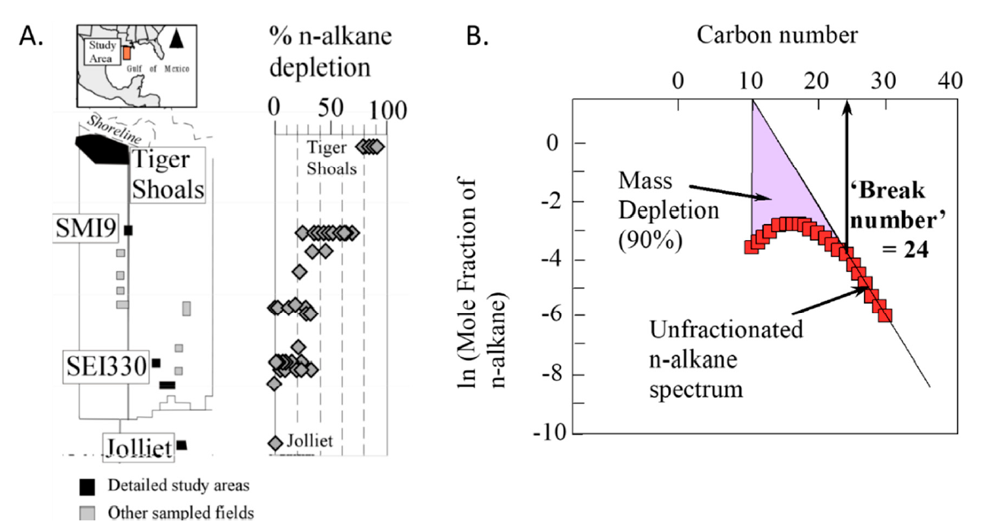 A.
Study
Area
Gulf of Mexico
% n-alkane
depletion
0 50 100
Shoreline
Tiger
Shoals
Tiger
Shoals
SMI9
SEI330
Jolliet
Jolliet
Detailed study areas
Other sampled fields
B.
Carbon number
0 10 20 30 40
0
-2
-4
-6
-8
-10
ln (Mole Fraction of
n-alkane)
Mass
Depletion
(90%)
‘Break
number’
= 24
Unfractionated
n-alkane
spectrum